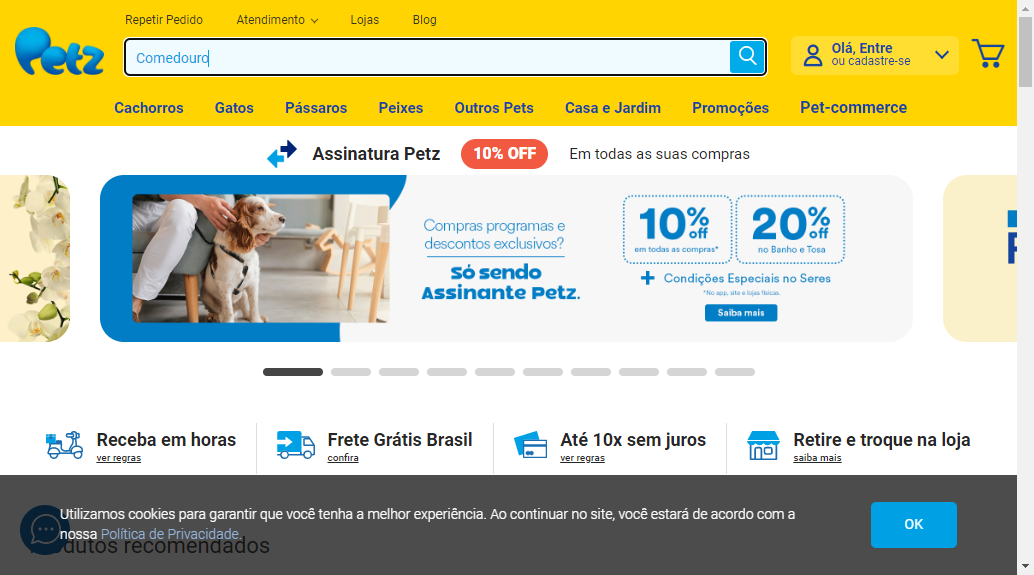 Repetir Pedido
Atendimento
Lojas
Blog
Petz
Comedouro
Olá, Entre
ou cadastre-se
Cachorros
Gatos
Pássaros
Peixes
Outros Pets
Casa e Jardim
Promoções
Pet-commerce
Assinatura Petz
10% OFF
Em todas as suas compras
Compras programas e
descontos exclusivos?
Só sendo
Assinante Petz.
10% off
em todas as compras*
20% off
no Banho e Tosa
+ Condições Especiais no Seres
*No app, site e lojas físicas.
Saiba mais
Receba em horas
ver regras
Frete Grátis Brasil
confira
Até 10x sem juros
ver regras
Retire e troque na loja
saiba mais
Utilizamos cookies para garantir que você tenha a melhor experiência. Ao continuar no site, você estará de acordo com a
nossa Política de Privacidade.
OK
Produtos recomendados